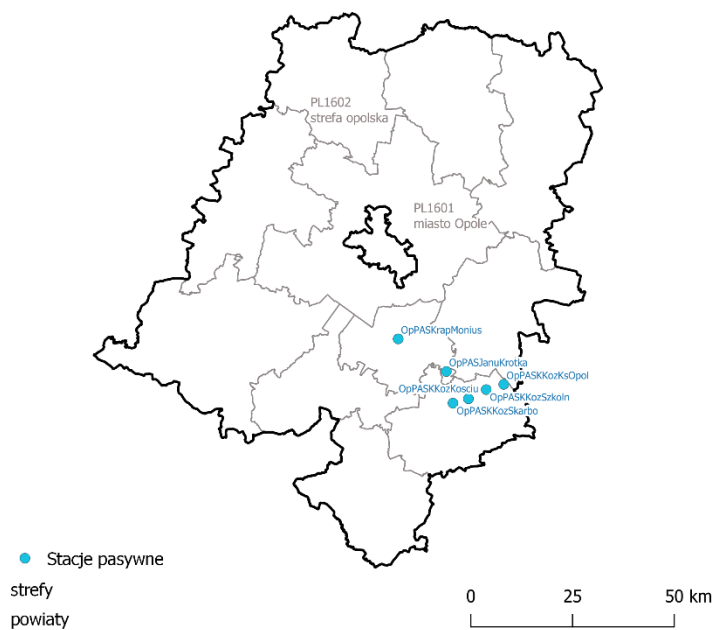 PL1602
strefa opolska
PL1601
miasto Opole
OpPASKrapMonius
OpPASJanuKrotka
OpPASKKozKsOpol
OpPASKKozKosciu
OpPASKKozSzkoln
OpPASKKozSkarbo
Stacje pasywne
strefy
powiaty
0 25 50 km